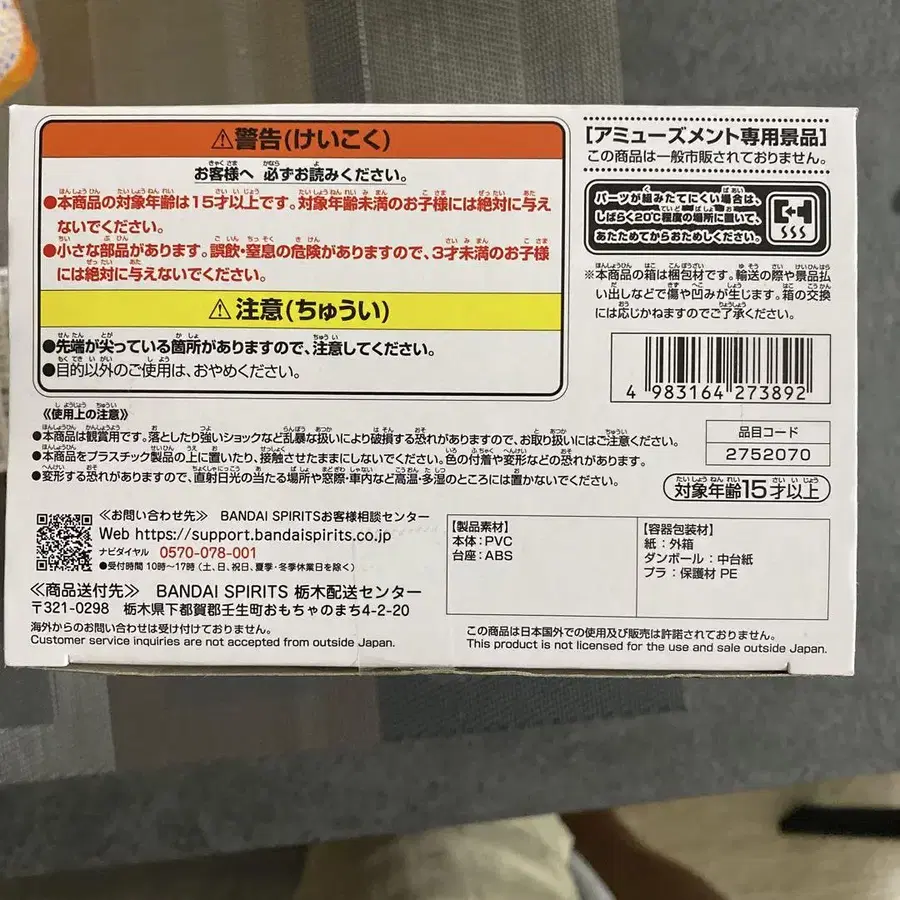 ⚠警告(けいこく)
お客様へ 必ずお読みください。
●本商品の対象年齢は15才以上です。対象年齢未満のお子様には絶対に与え
ないでください。
●小さな部品があります。誤飲・窒息の危険がありますので、3才未満のお子様
には絶対に与えないでください。
⚠注意(ちゅうい)
●先端が尖っている箇所がありますので、注意してください。
●目的以外のご使用は、おやめください。
[アミューズメント専用景品]
この商品は一般市販されておりません。
パーツが組みたてにくい場合は、
しばらく20℃程度の場所に置いて、
あたためてからおためしください。
※本商品の箱は梱包材です。輸送の際や景品払
い出しなどで傷や凹みが生じます。箱の交換
には応じかねますのでご了承ください。
4 983164 273892
品目コード
2752070
対象年齢15才以上
《使用上の注意》
●本商品は観賞用です。落としたり強いショックなど乱暴な扱いにより破損する恐れがありますので、お取り扱いにはご注意ください。
●本商品をプラスチック製品の上に置いたり、接触させたままにしないでください。色の付着や変形などの恐れがあります。
●変形する恐れがありますので、直射日光の当たる場所や窓際・車内など高温・多湿のところには置かないでください。
≪お問い合わせ先≫ BANDAI SPIRITSお客様相談センター
Web https://support.bandaispirits.co.jp
ナビダイヤル 0570-078-001
●受付時間 10時〜17時(土、日、祝日、夏季・冬季休業日を除く)
≪商品送付先≫ BANDAI SPIRITS 栃木配送センター
〒321-0298 栃木県下都賀郡壬生町おもちゃのまち4-2-20
海外からのお問い合わせは受け付けておりません。
Customer service inquiries are not accepted from outside Japan.
【製品素材】
本体:PVC
台座:ABS
【容器包装材】
紙:外箱
ダンボール:中台紙
プラ:保護材 PE
この商品は日本国外での使用及び販売は許諾されておりません。
This product is not licensed for the use and sale outside Japan.